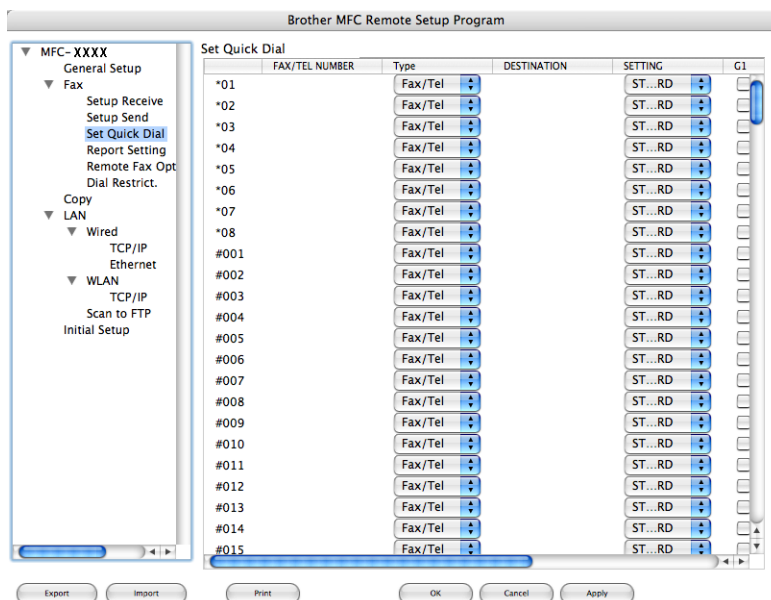 Brother MFC Remote Setup Program
MFC-XXXX
General Setup
Fax
Setup Receive
Setup Send
Set Quick Dial
Report Setting
Remote Fax Opt
Dial Restrict.
Copy
LAN
Wired
TCP/IP
Ethernet
WLAN
TCP/IP
Scan to FTP
Initial Setup
Set Quick Dial
FAX/TEL NUMBER Type DESTINATION SETTING G1
*01 Fax/Tel ST...RD
*02 Fax/Tel ST...RD
*03 Fax/Tel ST...RD
*04 Fax/Tel ST...RD
*05 Fax/Tel ST...RD
*06 Fax/Tel ST...RD
*07 Fax/Tel ST...RD
*08 Fax/Tel ST...RD
#001 Fax/Tel ST...RD
#002 Fax/Tel ST...RD
#003 Fax/Tel ST...RD
#004 Fax/Tel ST...RD
#005 Fax/Tel ST...RD
#006 Fax/Tel ST...RD
#007 Fax/Tel ST...RD
#008 Fax/Tel ST...RD
#009 Fax/Tel ST...RD
#010 Fax/Tel ST...RD
#011 Fax/Tel ST...RD
#012 Fax/Tel ST...RD
#013 Fax/Tel ST...RD
#014 Fax/Tel ST...RD
#015 Fax/Tel ST...RD
Export Import Print OK Cancel Apply